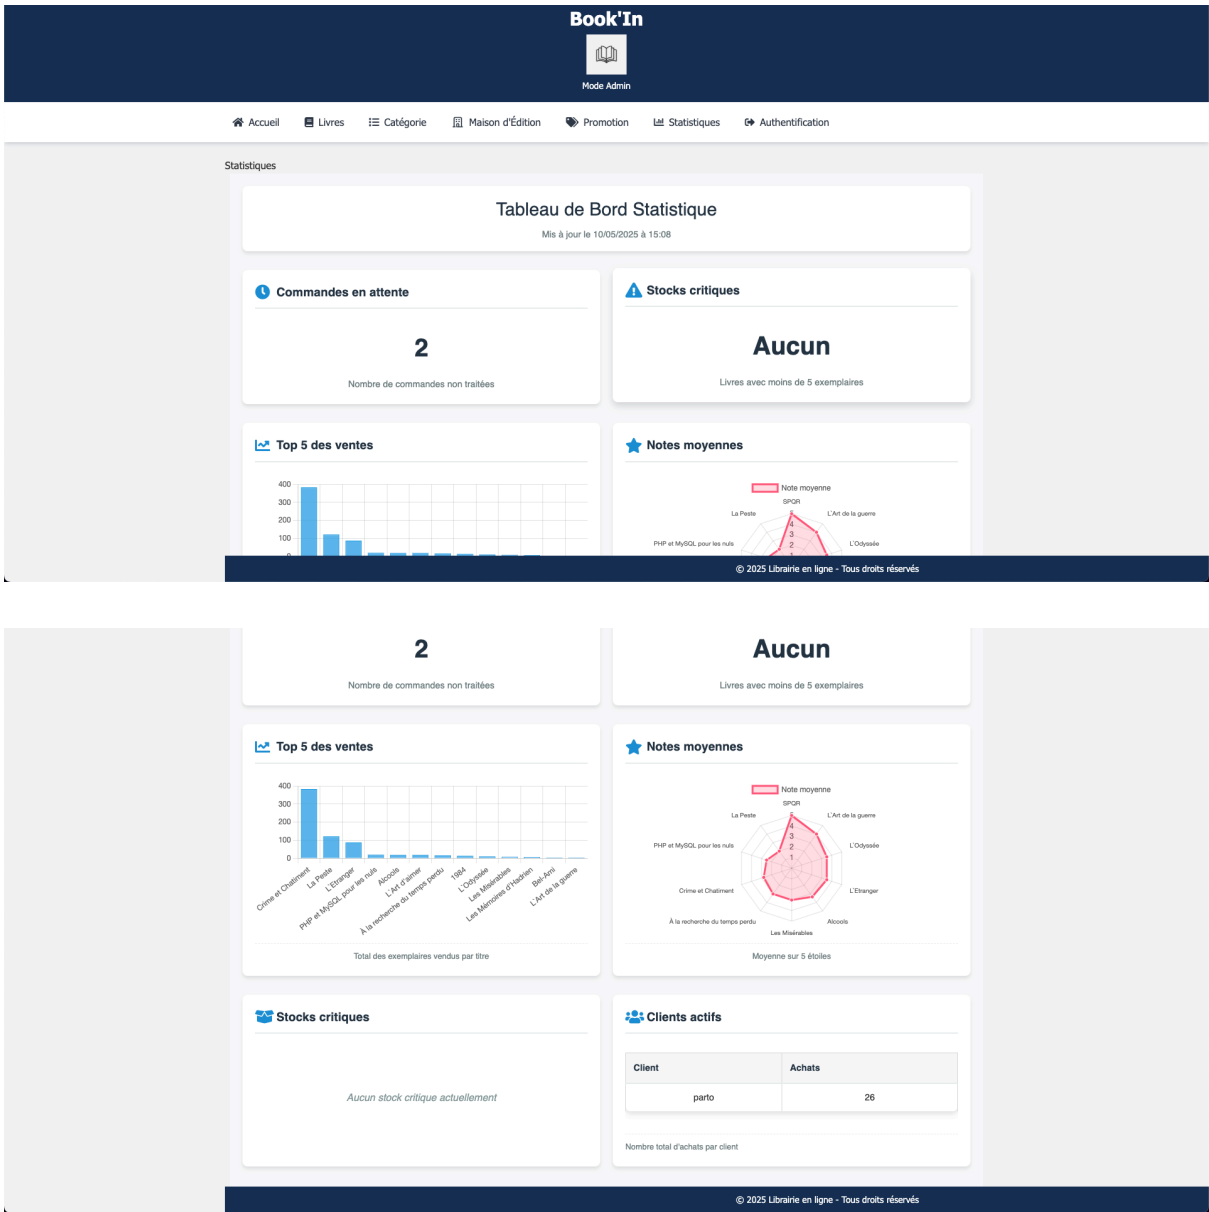 Book'In
Mode Admin
Accueil Livres Catégorie Maison d'Édition Promotion Statistiques Authentification
Statistiques
Tableau de Bord Statistique
Mis à jour le 10/05/2025 à 15:08
Commandes en attente
2
Nombre de commandes non traitées
Stocks critiques
Aucun
Livres avec moins de 5 exemplaires
Top 5 des ventes
400
300
200
100
0
Notes moyennes
Note moyenne
SPQR
La Peste
L'Art de la guerre
PHP et MySQL pour les nuls
L'Odyssée
5
4
3
2
1
© 2025 Librairie en ligne - Tous droits réservés
2
Nombre de commandes non traitées
Aucun
Livres avec moins de 5 exemplaires
Top 5 des ventes
400
300
200
100
0
Crime et Chatiment
La Peste
L'Etranger
PHP et MySQL pour les nuls
Alcools
L'Art d'aimer
À la recherche du temps perdu
1984
L'Odyssée
Les Misérables
Les Mémoires d'Hadrien
Bel-Ami
L'Art de la guerre
Total des exemplaires vendus par titre
Notes moyennes
Note moyenne
SPQR
La Peste
L'Art de la guerre
PHP et MySQL pour les nuls
L'Odyssée
Crime et Chatiment
L'Etranger
À la recherche du temps perdu
Alcools
Les Misérables
5
4
3
2
1
Moyenne sur 5 étoiles
Stocks critiques
Aucun stock critique actuellement
Clients actifs
Client Achats
parto 26
Nombre total d'achats par client
© 2025 Librairie en ligne - Tous droits réservés